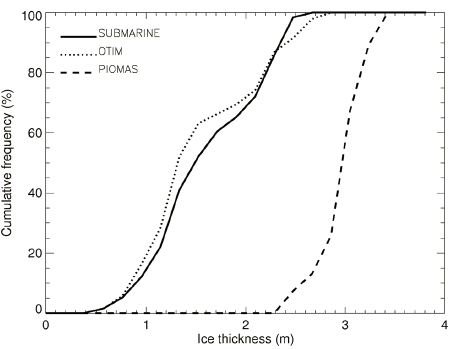 100
80
60
40
20
0
Cumulative frequency (%)
SUBMARINE
OTIM
PIOMAS
0 1 2 3 4
Ice thickness (m)